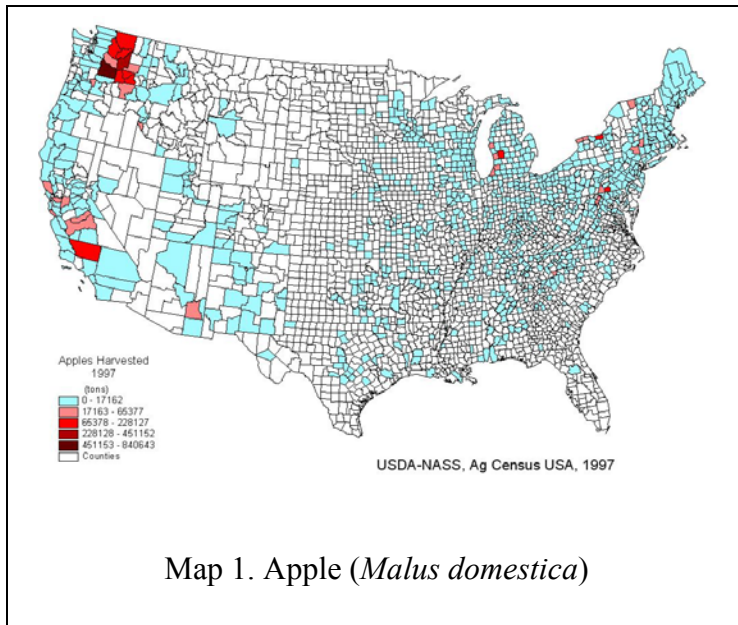 Apples Harvested
1997
(tons)
0 - 17162
17163 - 65377
65378 - 228127
228128 - 451152
451153 - 840643
Counties
USDA-NASS, Ag Census USA, 1997
Map 1. Apple (Malus domestica)